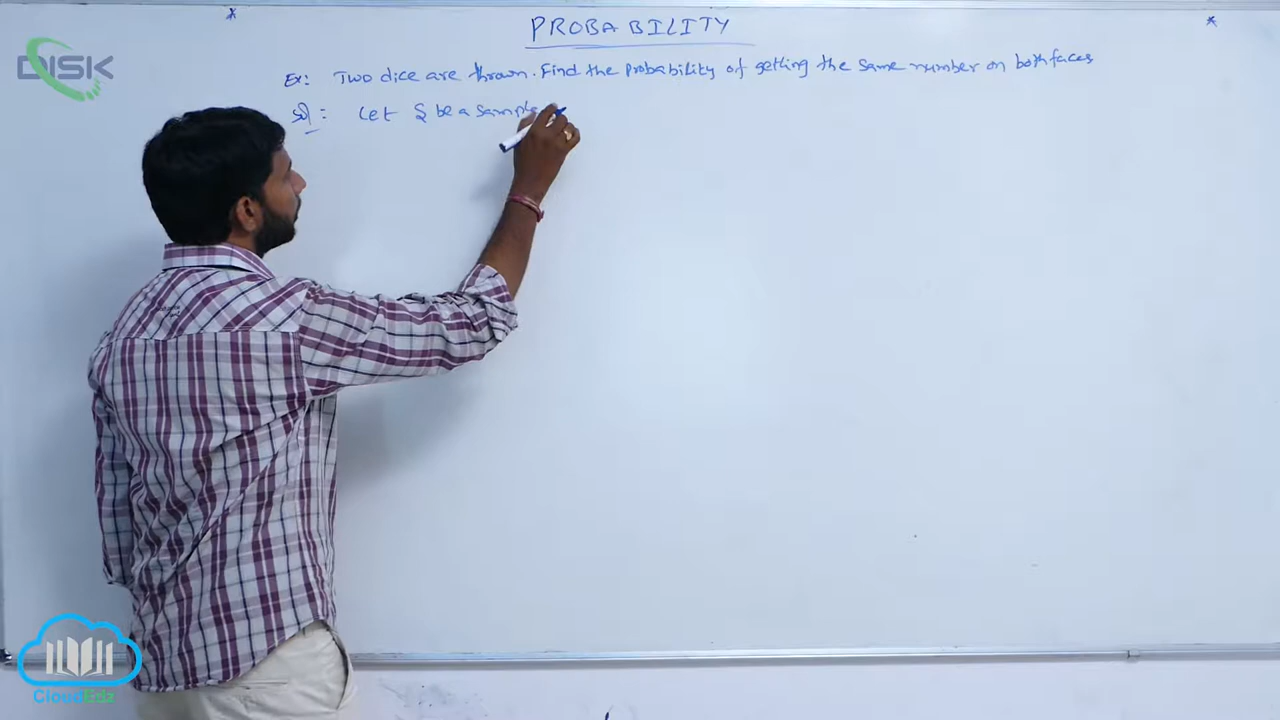 PROBABILITY
DISK
Ex: Two dice are thrown. Find the probability of getting the same number on both faces
Sol: Let S be a sample
CloudEdz